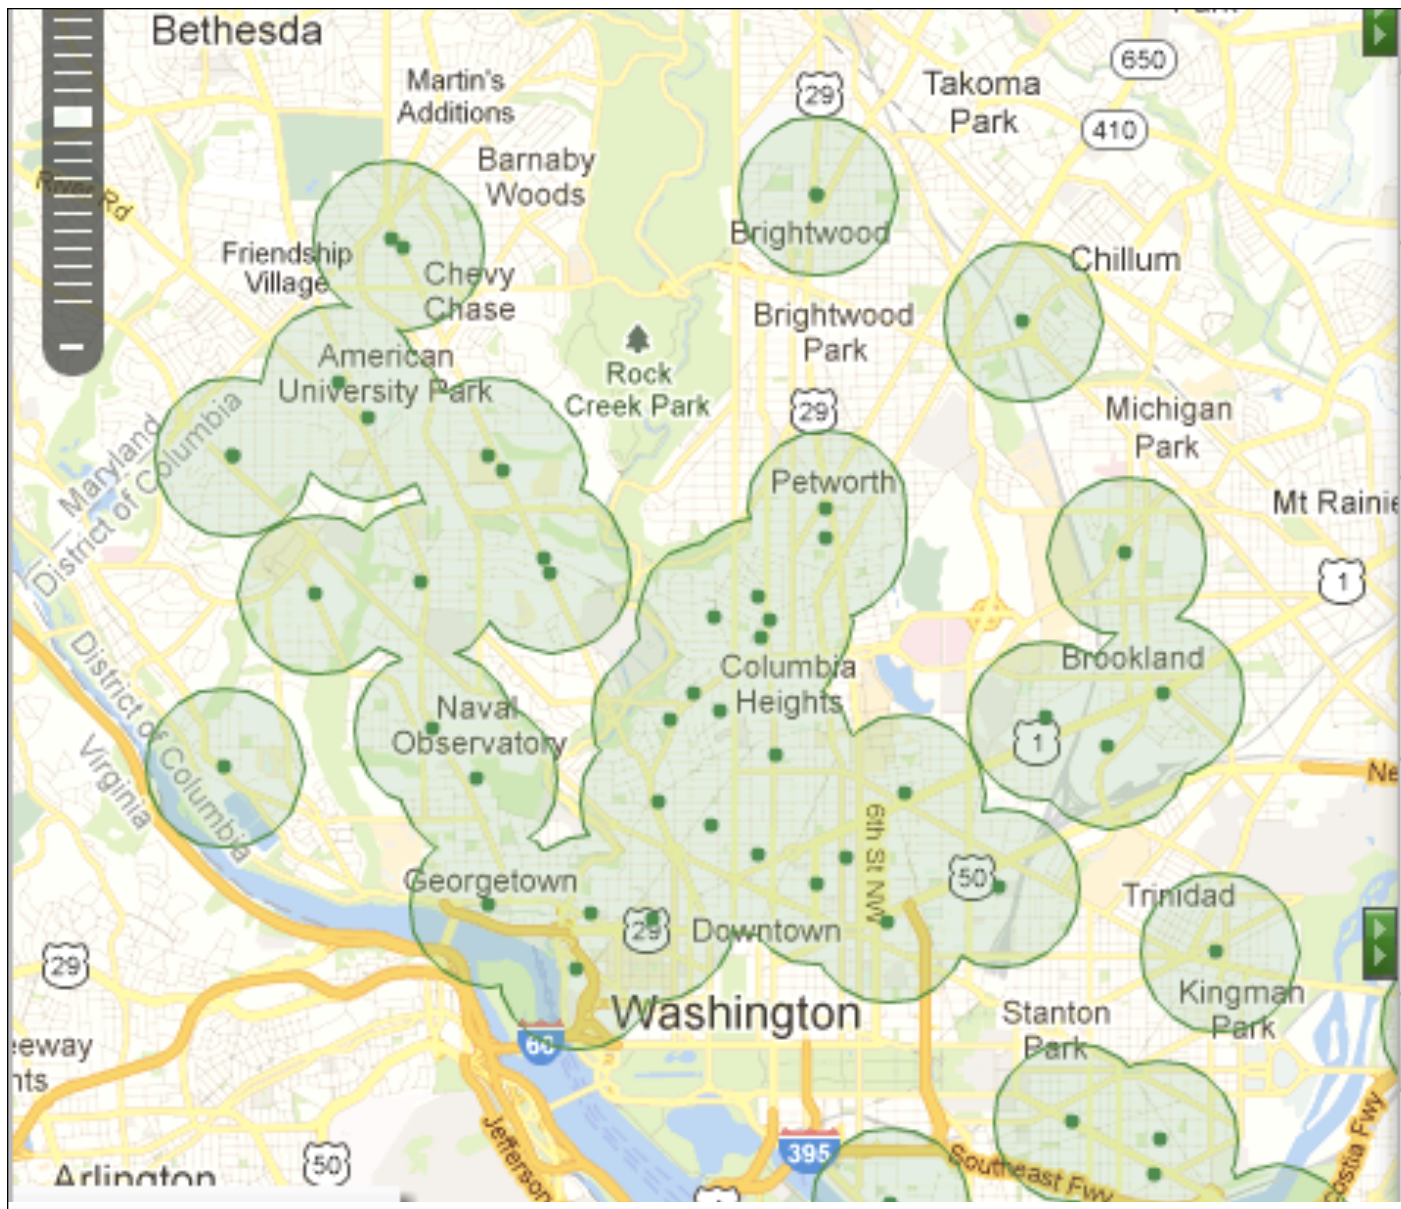 Bethesda
Martin's
Additions
29
Takoma
Park
650
410
Barnaby
Woods
River Rd
Friendship
Village
Chevy
Chase
Brightwood
Chillum
Brightwood
Park
American
University Park
Rock
Creek Park
29
Michigan
Park
Maryland
District of Columbia
Petworth
Mt Rainie
1
District of Columbia
Virginia
Columbia
Heights
Brookland
1
Naval
Observatory
Ne
6th St NW
Georgetown
50
Trinidad
29
Downtown
29
Washington
Kingman
Park
Stanton
Park
66
eeway
nts
395
Jefferson
Southeast Fwy
costia Fwy
50
Arlington
1